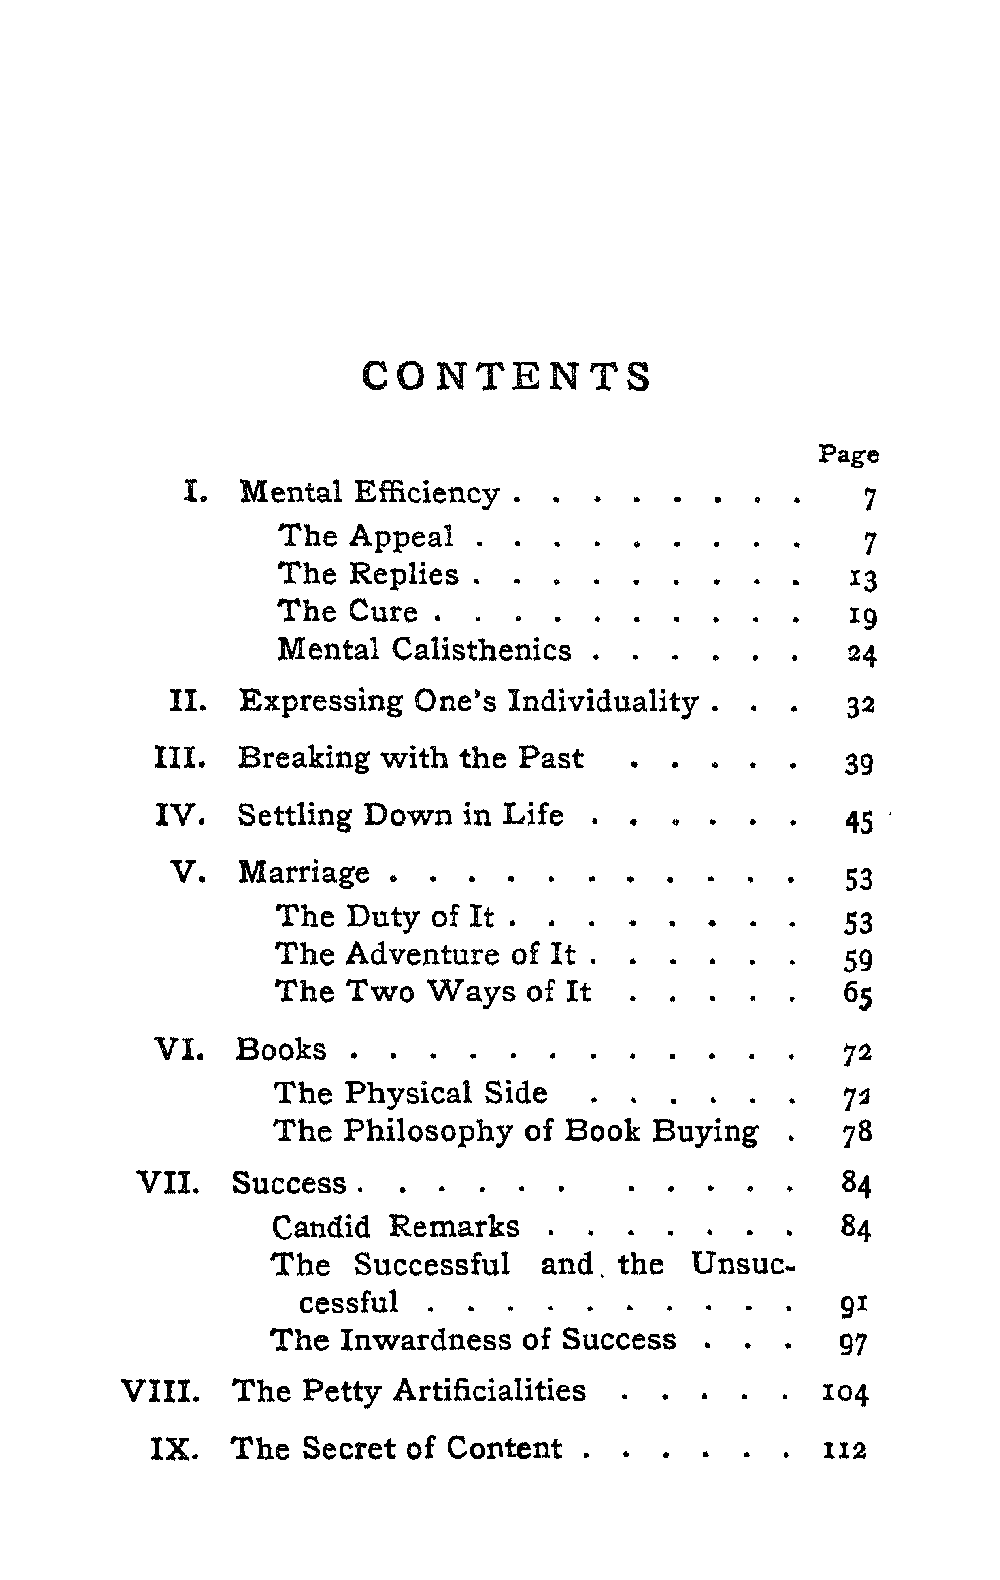 CONTENTS
Page
I. Mental Efficiency . . . . . . . . 7
The Appeal . . . . . . . . . 7
The Replies . . . . . . . . . 13
The Cure . . . . . . . . . . 19
Mental Calisthenics . . . . . . 24
II. Expressing One's Individuality . . . 32
III. Breaking with the Past . . . . . 39
IV. Settling Down in Life . . . . . . 45
V. Marriage . . . . . . . . . . . 53
The Duty of It . . . . . . . . 53
The Adventure of It . . . . . . 59
The Two Ways of It . . . . . 65
VI. Books . . . . . . . . . . . . 72
The Physical Side . . . . . . 72
The Philosophy of Book Buying . 78
VII. Success . . . . . . . . . . . 84
Candid Remarks . . . . . . . 84
The Successful and the Unsuc-
cessful . . . . . . . . . . 91
The Inwardness of Success . . . 97
VIII. The Petty Artificialities . . . . . 104
IX. The Secret of Content . . . . . . 112